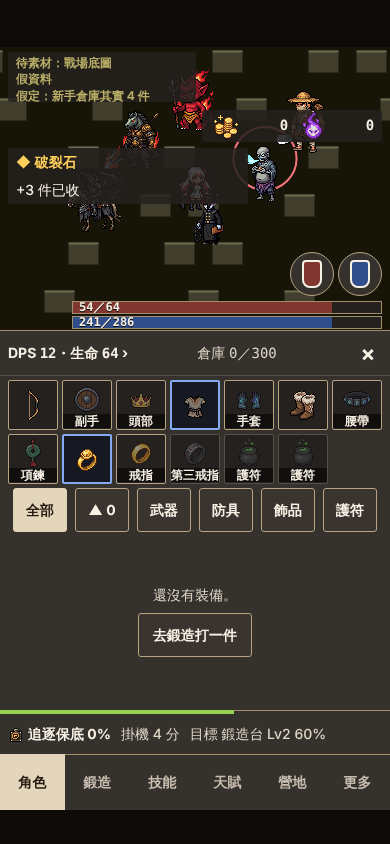 待素材：戰場底圖
假資料
假定：新手倉庫其實 4 件
0
0
◆ 破裂石
+3 件已收
54／64
241／286
DPS 12・生命 64 ›
倉庫 0／300
×
副手
頭部
手套
腰帶
項鍊
戒指
第三戒指
護符
護符
全部
▲ 0
武器
防具
飾品
護符
還沒有裝備。
去鍛造打一件
追逐保底 0% 掛機 4 分 目標 鍛造台 Lv2 60%
角色
鍛造
技能
天賦
營地
更多